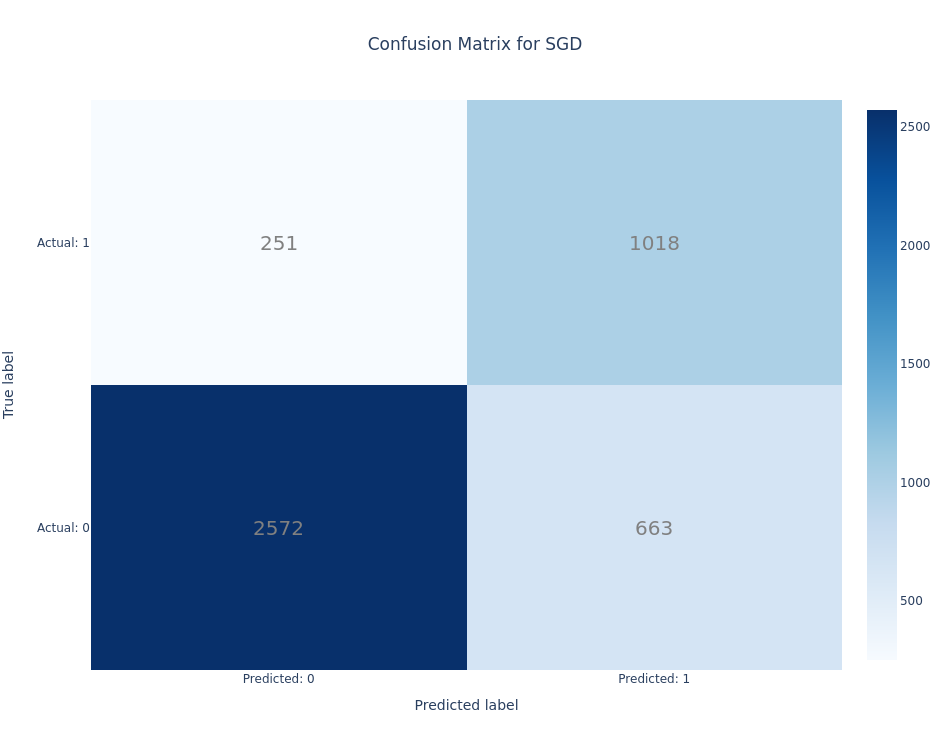 Confusion Matrix for SGD
2500
Actual: 1
251
1018
2000
1500
True label
1000
Actual: 0
2572
663
500
Predicted: 0
Predicted: 1
Predicted label